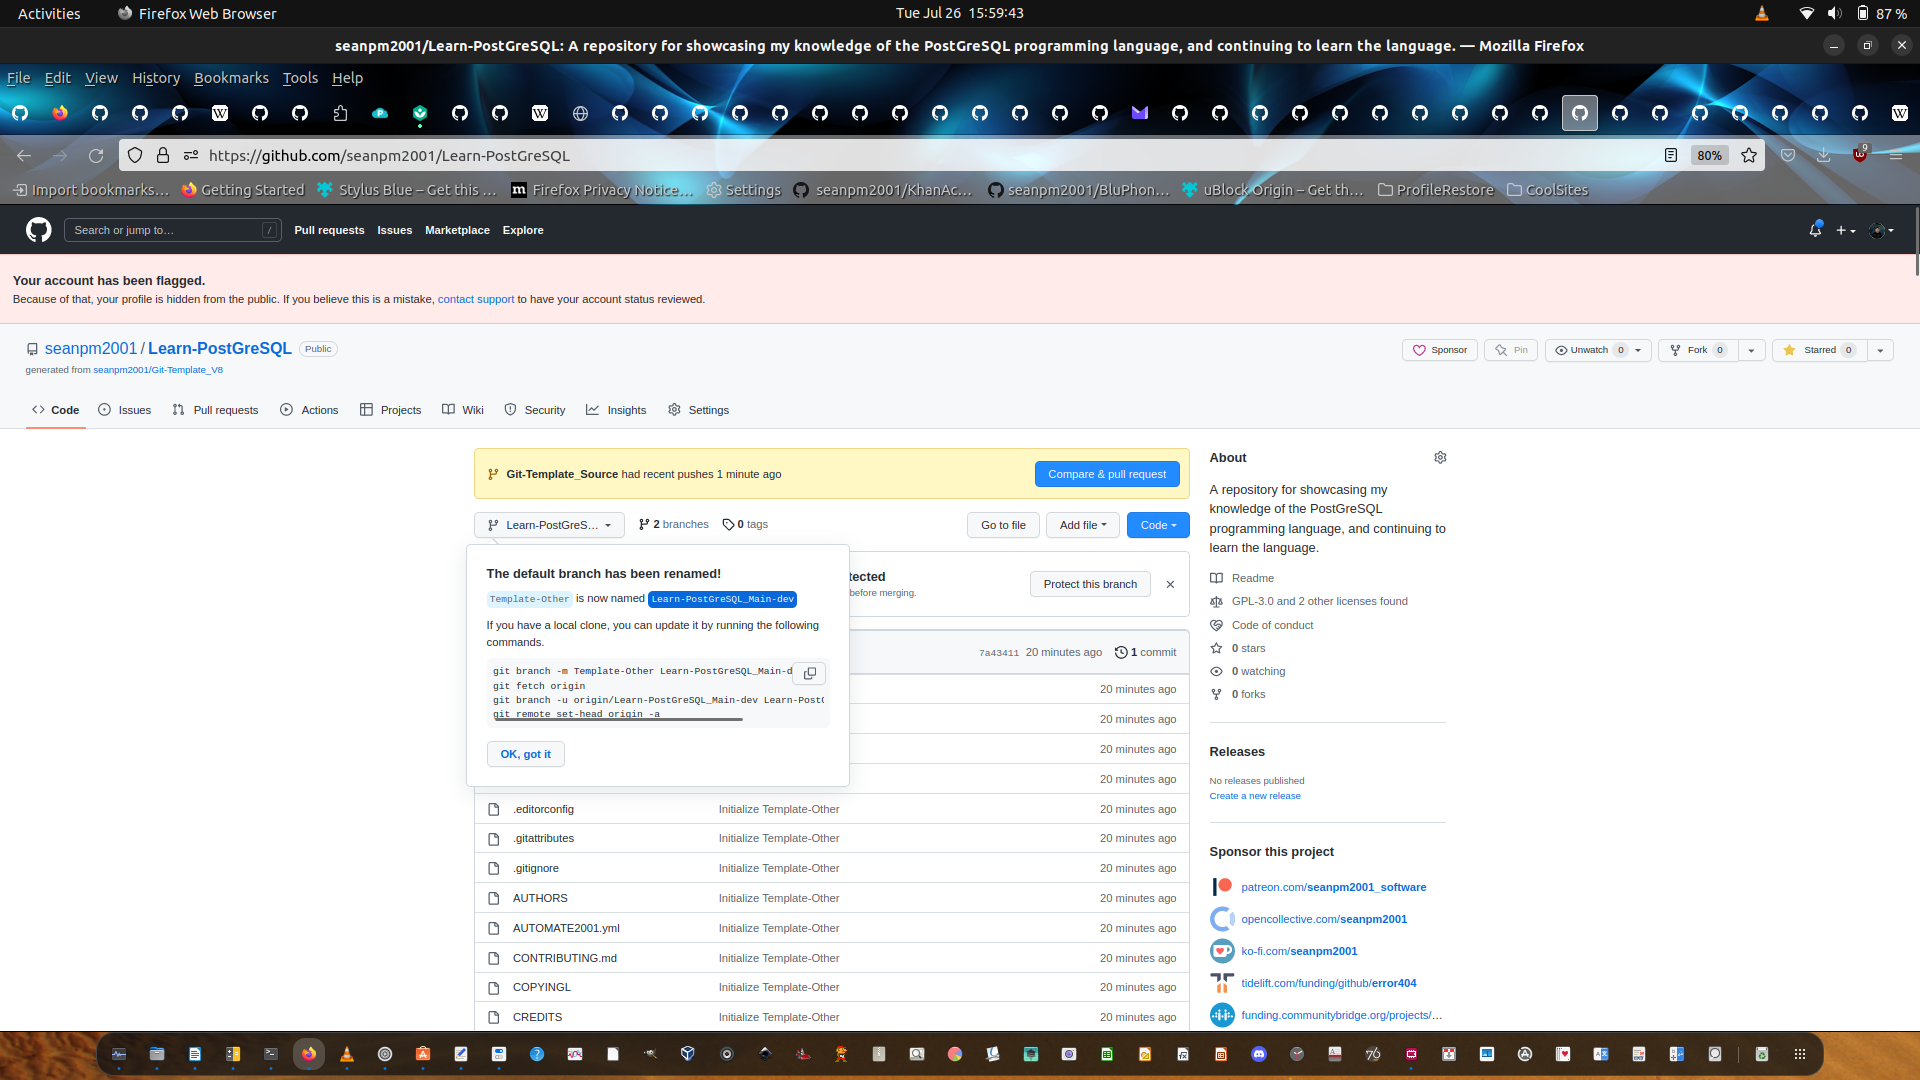 Activities
Firefox Web Browser
Tue Jul 26 15:59:43
87 %
seanpm2001/Learn-PostGreSQL: A repository for showcasing my knowledge of the PostGreSQL programming language, and continuing to learn the language. — Mozilla Firefox
File Edit View History Bookmarks Tools Help
https://github.com/seanpm2001/Learn-PostGreSQL
80%
9
Import bookmarks… Getting Started Stylus Blue – Get this … Firefox Privacy Notice… Settings seanpm2001/KhanAc… seanpm2001/BluPhon… uBlock Origin – Get th… ProfileRestore CoolSites
Search or jump to…
/
Pull requests Issues Marketplace Explore
Your account has been flagged.
Because of that, your profile is hidden from the public. If you believe this is a mistake, contact support to have your account status reviewed.
seanpm2001 / Learn-PostGreSQL Public
generated from seanpm2001/Git-Template_V8
Sponsor Pin Unwatch 0 Fork 0 Starred 0
Code Issues Pull requests Actions Projects Wiki Security Insights Settings
Git-Template_Source had recent pushes 1 minute ago
Compare & pull request
Learn-PostGreS…
2 branches 0 tags
Go to file Add file Code
The default branch has been renamed!
Template-Other is now named Learn-PostGreSQL_Main-dev
If you have a local clone, you can update it by running the following
commands.
git branch -m Template-Other Learn-PostGreSQL_Main-d
git fetch origin
git branch -u origin/Learn-PostGreSQL_Main-dev Learn-PostG
git remote set-head origin -a
OK, got it
tected
before merging.
Protect this branch
7a43411 20 minutes ago 1 commit
20 minutes ago
20 minutes ago
20 minutes ago
20 minutes ago
.editorconfig Initialize Template-Other 20 minutes ago
.gitattributes Initialize Template-Other 20 minutes ago
.gitignore Initialize Template-Other 20 minutes ago
AUTHORS Initialize Template-Other 20 minutes ago
AUTOMATE2001.yml Initialize Template-Other 20 minutes ago
CONTRIBUTING.md Initialize Template-Other 20 minutes ago
COPYINGL Initialize Template-Other 20 minutes ago
CREDITS Initialize Template-Other 20 minutes ago
About
A repository for showcasing my
knowledge of the PostGreSQL
programming language, and continuing to
learn the language.
Readme
GPL-3.0 and 2 other licenses found
Code of conduct
0 stars
0 watching
0 forks
Releases
No releases published
Create a new release
Sponsor this project
patreon.com/seanpm2001_software
opencollective.com/seanpm2001
ko-fi.com/seanpm2001
tidelift.com/funding/github/error404
funding.communitybridge.org/projects/…